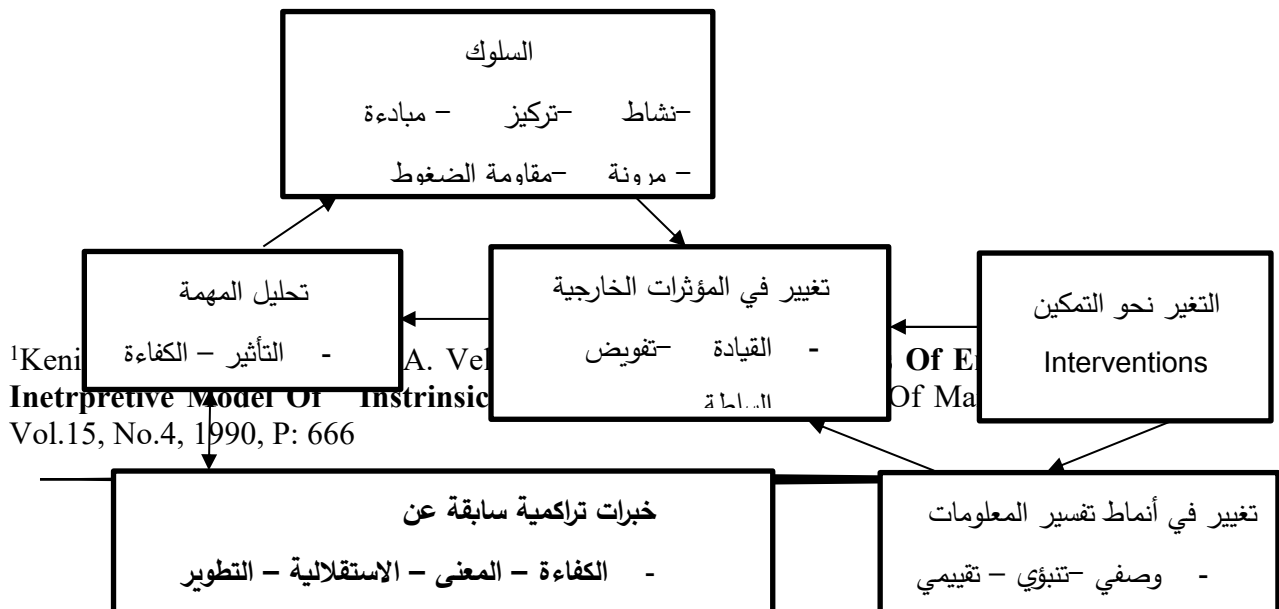 السلوك
–نشاط –تركيز – مبادءة
– مرونة –مقاومة الضغوط
تحليل المهمة
- التأثير – الكفاءة
تغيير في المؤثرات الخارجية
- القيادة –تفويض
السلطة
التغير نحو التمكين
Interventions
¹Keni A. Vel Of E
Inetrpretive Model Of Instrinsic Of Ma
Vol.15, No.4, 1990, P: 666
خبرات تراكمية سابقة عن
- الكفاءة – المعنى – الاستقلالية – التطوير
تغيير في أنماط تفسير المعلومات
- وصفي –تنبؤي – تقييمي